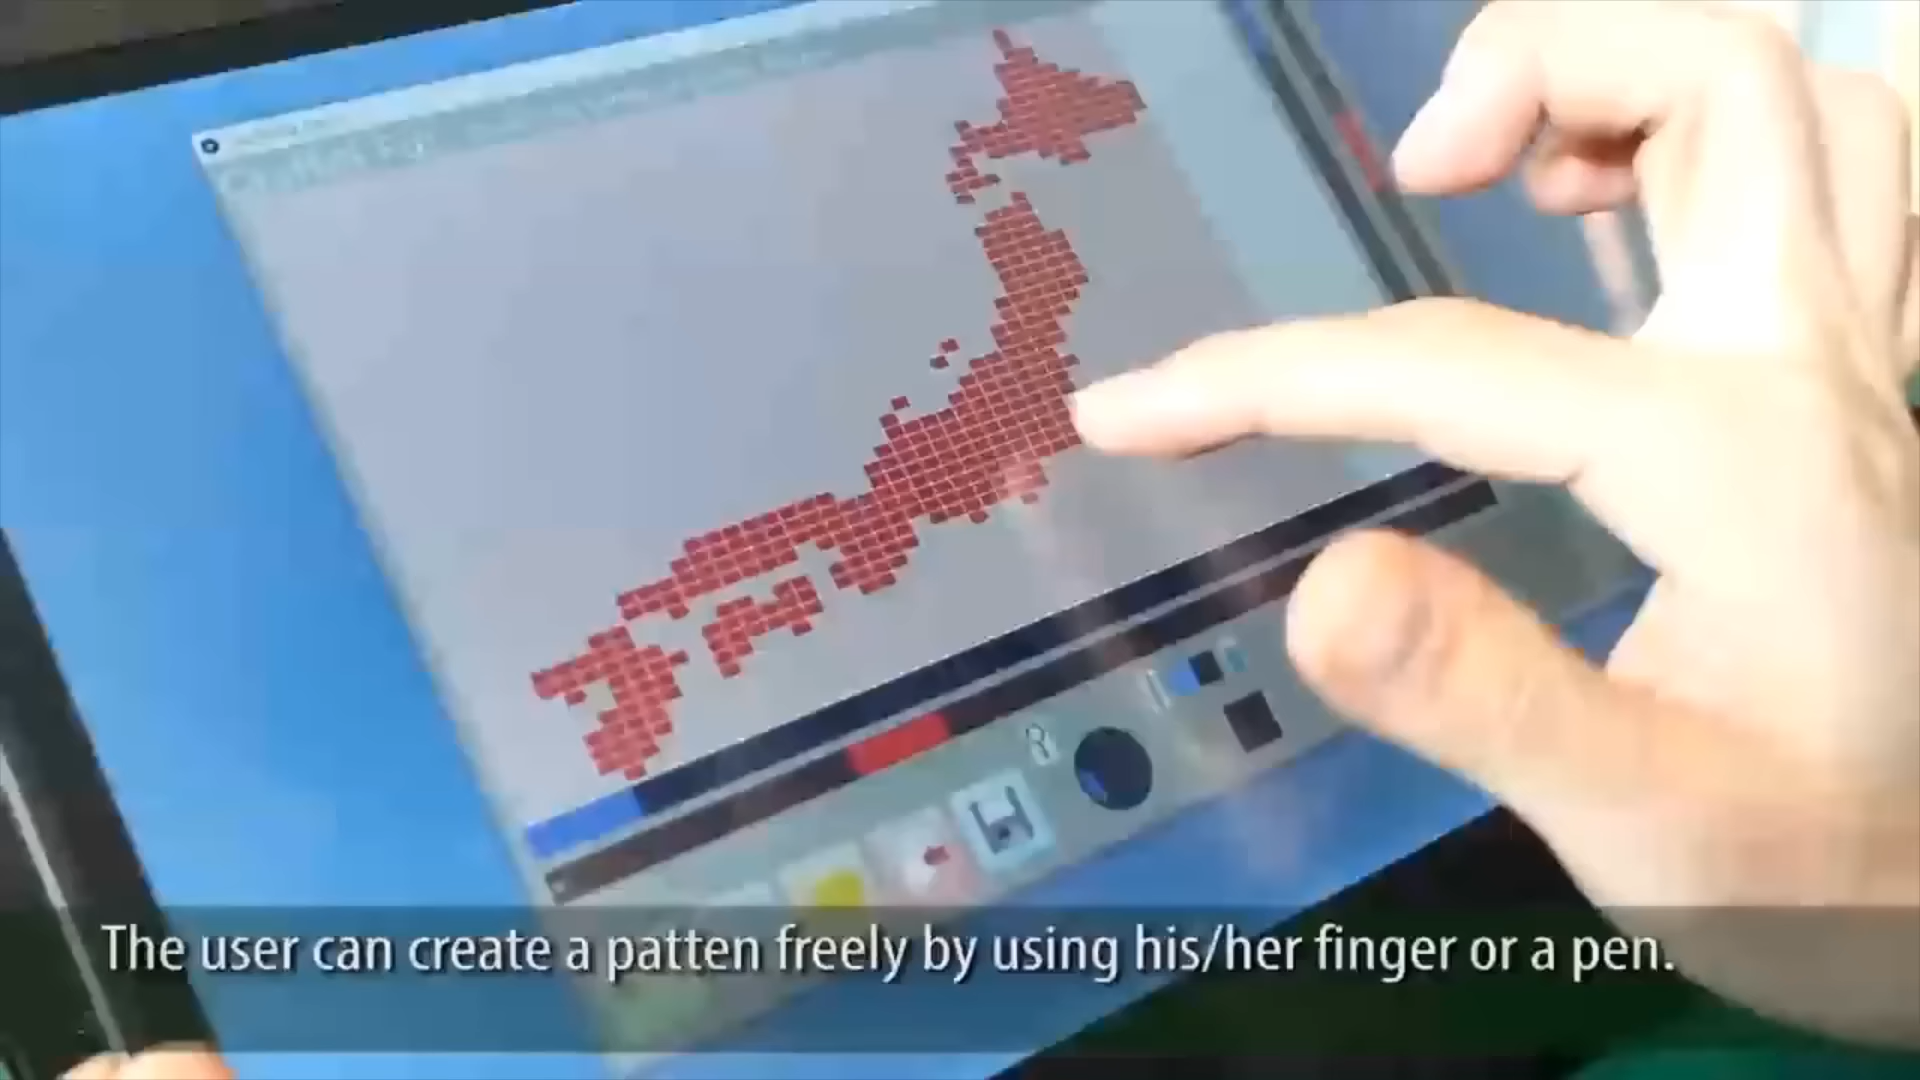 The user can create a patten freely by using his/her finger or a pen.